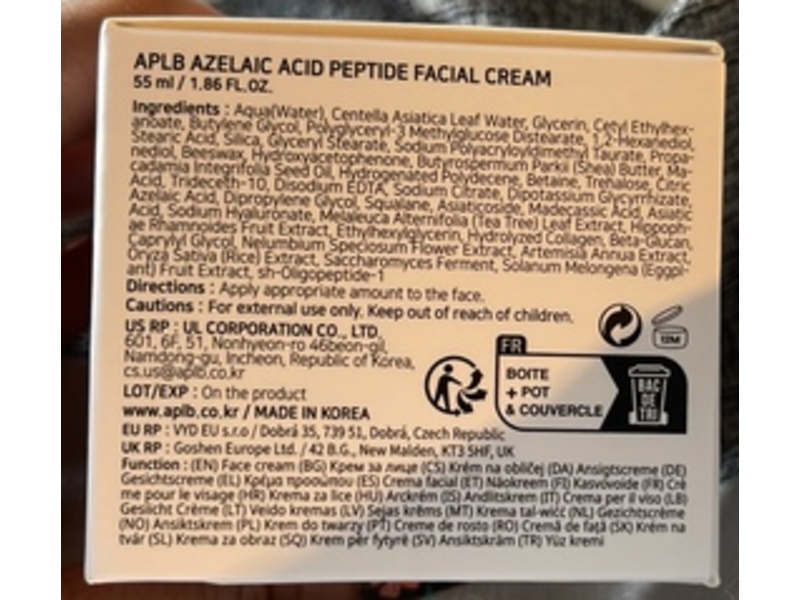 APLB AZELAIC ACID PEPTIDE FACIAL CREAM
55 ml / 1.86 FL.OZ.
Ingredients : Aqua(Water), Centella Asiatica Leaf Water, Glycerin, Cetyl Ethylhex-
anoate, Butylene Glycol, Polyglyceryl-3 Methylglucose Distearate, 1,2-Hexanediol,
Stearic Acid, Silica, Glyceryl Stearate, Sodium Polyacryloyldimethyl Taurate, Propa-
nediol, Beeswax, Hydroxyacetophenone, Butyrospermum Parkii (Shea) Butter, Ma-
cadamia Integrifolia Seed Oil, Hydrogenated Polydecene, Betaine, Trehalose, Citric
Acid, Trideceth-10, Disodium EDTA, Sodium Citrate, Dipotassium Glycyrrhizate,
Azelaic Acid, Dipropylene Glycol, Squalane, Asiaticoside, Madecassic Acid, Asiatic
Acid, Sodium Hyaluronate, Melaleuca Alternifolia (Tea Tree) Leaf Extract, Hippoph-
ae Rhamnoides Fruit Extract, Ethylhexylglycerin, Hydrolyzed Collagen, Beta-Glucan,
Caprylyl Glycol, Nelumbium Speciosum Flower Extract, Artemisia Annua Extract,
Oryza Sativa (Rice) Extract, Saccharomyces Ferment, Solanum Melongena (Eggpl-
ant) Fruit Extract, sh-Oligopeptide-1
Directions : Apply appropriate amount to the face.
Cautions : For external use only. Keep out of reach of children.
US RP : UL CORPORATION CO., LTD.
601, 6F, 51, Nonhyeon-ro 46beon-gil,
Namdong-gu, Incheon, Republic of Korea,
cs.us@aplb.co.kr
12M
FR
BOITE
+ POT
& COUVERCLE
BAC
DE
TRI
LOT/EXP : On the product
www.aplb.co.kr / MADE IN KOREA
EU RP : VYD EU s.r.o / Dobrá 35, 739 51, Dobrá, Czech Republic
UK RP : Goshen Europe Ltd. / 42 B.G., New Malden, KT3 5HF, UK
Function : (EN) Face cream (BG) Крем за лице (CS) Krém na obličej (DA) Ansigtscreme (DE)
Gesichtscreme (EL) Κρέμα προσώπου (ES) Crema facial (ET) Näokreem (FI) Kasvovoide (FR) Crè
me pour le visage (HR) Krema za lice (HU) Arckrém (IS) Andlitskrem (IT) Crema per il viso (LB)
Gesiicht Crème (LT) Veido kremas (LV) Sejas krēms (MT) Krema tal-wiċċ (NL) Gezichtscrème
(NO) Ansiktskrem (PL) Krem do twarzy (PT) Creme de rosto (RO) Cremă de față (SK) Krém na
tvár (SL) Krema za obraz (SQ) Krem për fytyrë (SV) Ansiktskräm (TR) Yüz kremi